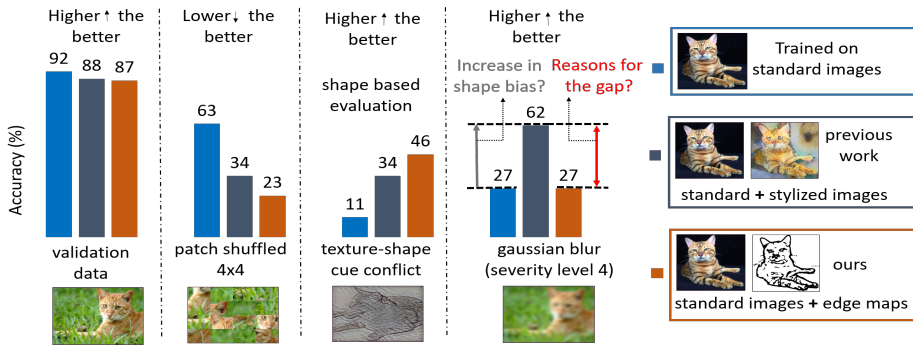 Higher ↑ the
better
92
88
87
validation
data
Lower ↓ the
better
63
34
23
patch shuffled
4x4
Higher ↑ the
better
shape based
evaluation
11
34
46
texture-shape
cue conflict
Higher ↑ the
better
Increase in
shape bias?
Reasons for
the gap?
27
62
27
gaussian blur
(severity level 4)
Accuracy (%)
Trained on
standard images
previous
work
standard + stylized images
ours
standard images + edge maps